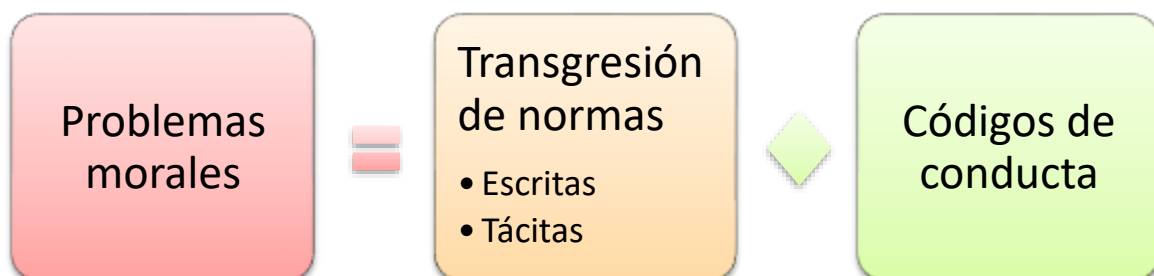 Problemas
morales
Transgresión
de normas
• Escritas
• Tácitas
Códigos de
conducta